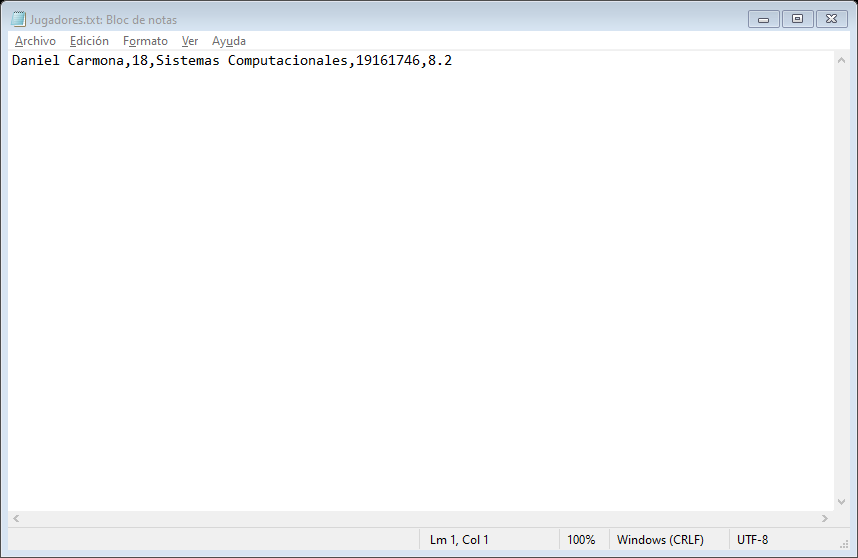 Jugadores.txt: Bloc de notas
Archivo Edición Formato Ver Ayuda
Daniel Carmona,18,Sistemas Computacionales,19161746,8.2
Lm 1, Col 1 100% Windows (CRLF) UTF-8